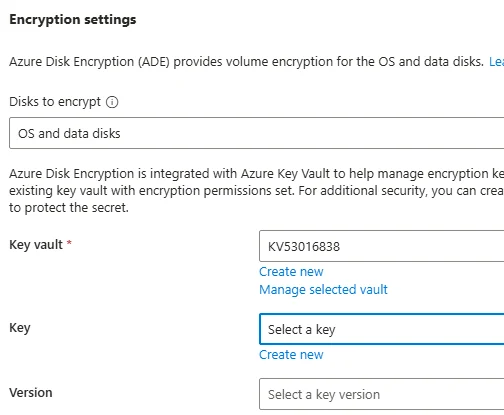 Encryption settings
Azure Disk Encryption (ADE) provides volume encryption for the OS and data disks.
Disks to encrypt
OS and data disks
Azure Disk Encryption is integrated with Azure Key Vault to help manage encryption
existing key vault with encryption permissions set. For additional security, you can
to protect the secret.
Key vault *
KV53016838
Create new
Manage selected vault
Key
Select a key
Create new
Version
Select a key version